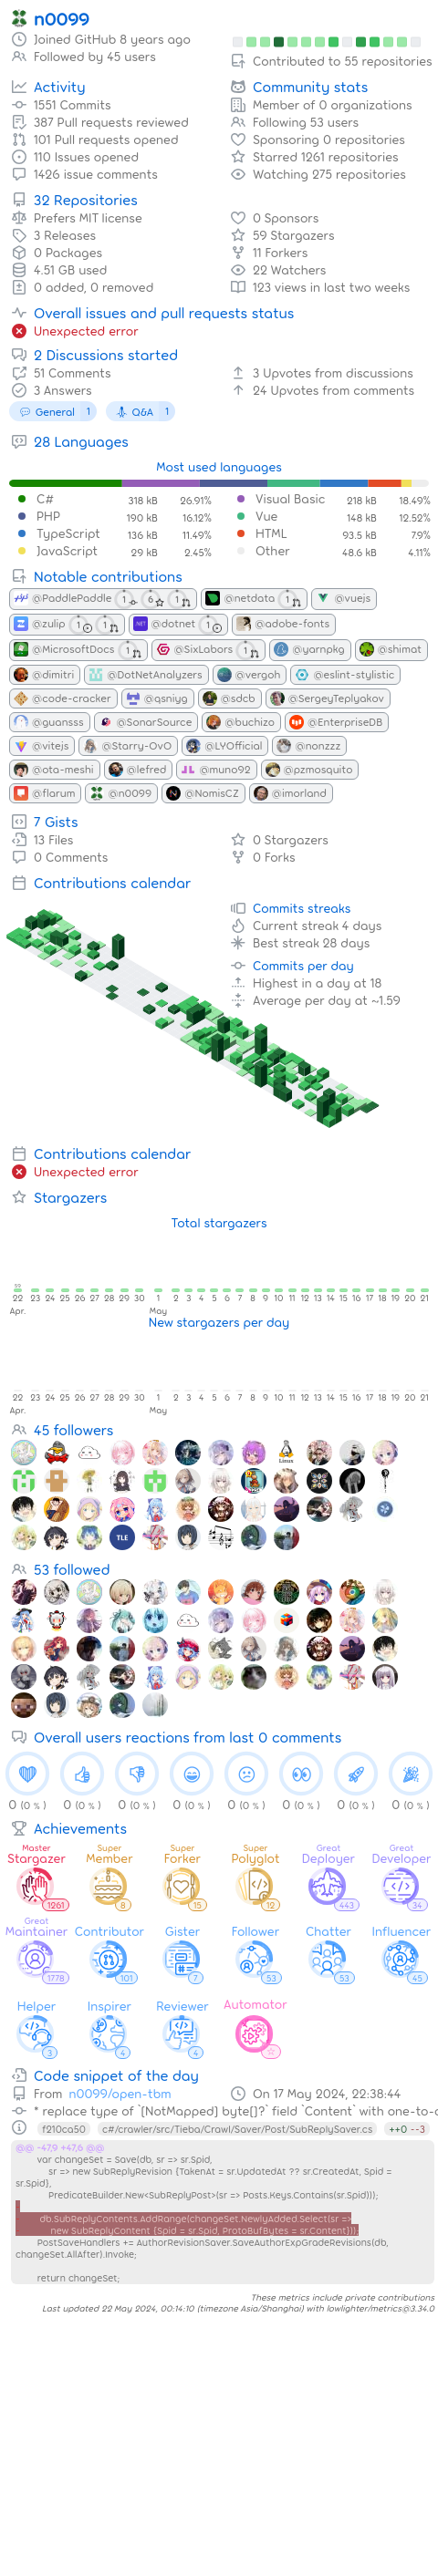 n0099
Joined GitHub 8 years ago
Followed by 45 users
Contributed to 55 repositories
Activity
1551 Commits
387 Pull requests reviewed
101 Pull requests opened
110 Issues opened
1426 issue comments
Community stats
Member of 0 organizations
Following 53 users
Sponsoring 0 repositories
Starred 1261 repositories
Watching 275 repositories
32 Repositories
Prefers MIT license
3 Releases
0 Packages
4.51 GB used
0 added, 0 removed
0 Sponsors
59 Stargazers
11 Forkers
22 Watchers
123 views in last two weeks
Overall issues and pull requests status
Unexpected error
2 Discussions started
51 Comments
3 Answers
3 Upvotes from discussions
24 Upvotes from comments
General 1 Q&A 1
28 Languages
Most used languages
C# 318 kB 26.91%
Visual Basic 218 kB 18.49%
PHP 190 kB 16.12%
Vue 148 kB 12.52%
TypeScript 136 kB 11.49%
HTML 93.5 kB 7.9%
JavaScript 29 kB 2.45%
Other 48.6 kB 4.11%
Notable contributions
@PaddlePaddle 1 6 1 @netdata 1 @vuejs
@zulip 1 1 @dotnet 1 @adobe-fonts
@MicrosoftDocs 1 @SixLabors 1 @yarnpkg @shimat
@dimitri @DotNetAnalyzers @vergoh @eslint-stylistic
@code-cracker @qsniyg @sdcb @SergeyTeplyakov
@guansss @SonarSource @buchizo @EnterpriseDB
@vitejs @Starry-OvO @LYOfficial @nonzzz
@ota-meshi @lefred @muno92 @pzmosquito
@flarum @n0099 @NomisCZ @imorland
7 Gists
13 Files
0 Comments
0 Stargazers
0 Forks
Contributions calendar
Commits streaks
Current streak 4 days
Best streak 28 days
Commits per day
Highest in a day at 18
Average per day at ~1.59
Contributions calendar
Unexpected error
Stargazers
Total stargazers
59
22 23 24 25 26 27 28 29 30 1 2 3 4 5 6 7 8 9 10 11 12 13 14 15 16 17 18 19 20 21
Apr. May
New stargazers per day
22 23 24 25 26 27 28 29 30 1 2 3 4 5 6 7 8 9 10 11 12 13 14 15 16 17 18 19 20 21
Apr. May
45 followers
Linux
TLE
53 followed
Overall users reactions from last 0 comments
0 (0 %) 0 (0 %) 0 (0 %) 0 (0 %) 0 (0 %) 0 (0 %) 0 (0 %) 0 (0 %)
Achievements
Master Stargazer 1261
Super Member 8
Super Forker 15
Super Polyglot 12
Great Deployer 443
Great Developer 34
Great Maintainer 1778
Contributor 101
Gister 7
Follower 53
Chatter 53
Influencer 45
Helper 3
Inspirer 4
Reviewer 4
Automator
Code snippet of the day
From n0099/open-tbm
On 17 May 2024, 22:38:44
* replace type of `[NotMapped] byte[]?` field `Content` with one-to-o
f210ca50 c#/crawler/src/Tieba/Crawl/Saver/Post/SubReplySaver.cs ++0 --3
@@ -47,9 +47,6 @@
var changeSet = Save(db, sr => sr.Spid,
sr => new SubReplyRevision {TakenAt = sr.UpdatedAt ?? sr.CreatedAt, Spid =
sr.Spid},
PredicateBuilder.New<SubReplyPost>(sr => Posts.Keys.Contains(sr.Spid)));
-
- db.SubReplyContents.AddRange(changeSet.NewlyAdded.Select(sr =>
- new SubReplyContent {Spid = sr.Spid, ProtoBufBytes = sr.Content}));
PostSaveHandlers += AuthorRevisionSaver.SaveAuthorExpGradeRevisions(db,
changeSet.AllAfter).Invoke;
return changeSet;
These metrics include private contributions
Last updated 22 May 2024, 00:14:10 (timezone Asia/Shanghai) with lowlighter/metrics@3.34.0